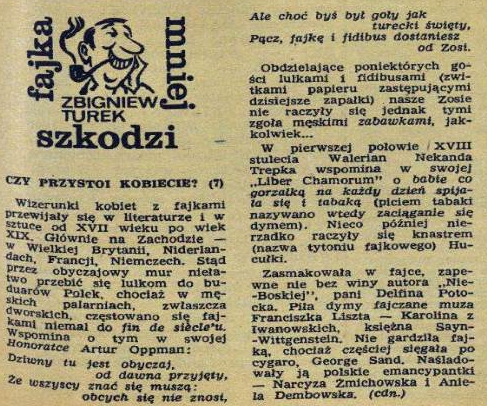 fajka
mniej
ZBIGNIEW
TUREK
szkodzi
CZY PRZYSTOI KOBIECIE? (7)
Wizerunki kobiet z fajkami
przewijały się w literaturze i w
sztuce od XVII wieku po wiek
XIX. Głównie na Zachodzie —
w Wielkiej Brytanii, Niderlan-
dach, Francji, Niemczech. Stąd
przez obyczajowy mur nieła-
two przebić się lulkom do bu-
duarów Polek, chociaż w mę-
skich palarniach, zwłaszcza
dworskich, częstowano się faj-
kami niemal do fin de siècle'u.
Wspomina o tym w swojej
Honoratce Artur Oppman:
Dziwny tu jest obyczaj,
od dawna przyjęty,
Że wszyscy znać się muszą:
obcych się nie znosi,
Ale choć byś był goły jak
turecki święty,
Pącz, fajkę i fidibus dostaniesz
od Zosi.
Obdzielające poniektórych go-
ści lulkami i fidibusami (zwit-
kami papieru zastępującymi
dzisiejsze zapałki) nasze Zosie
nie raczyły się jednak tymi
zgoła męskimi zabawkami, jak-
kolwiek...
W pierwszej połowie XVIII
stulecia Walerian Nekanda
Trepka wspomina w swojej
„Liber Chamorum" o babie co
gorzałką na każdy dzień spija-
ła się i tabaką (piciem tabaki
nazywano wtedy zaciąganie się
dymem). Nieco później nie-
rzadko raczyły się knastrem
(nazwa tytoniu fajkowego) Hu-
culki.
Zasmakowała w fajce, zape-
wne nie bez winy autora „Nie-
-Boskiej", pani Delfina Poto-
cka. Piła dymy fajczane muza
Franciszka Liszta — Karolina z
Iwanowskich, księżna Sayn-
-Wittgenstein. Nie gardziła faj-
ką, chociaż częściej sięgała po
cygaro, George Sand. Naślado-
wały ją polskie emancypantki
— Narcyza Żmichowska i Anie-
la Dembowska. (cdn.)